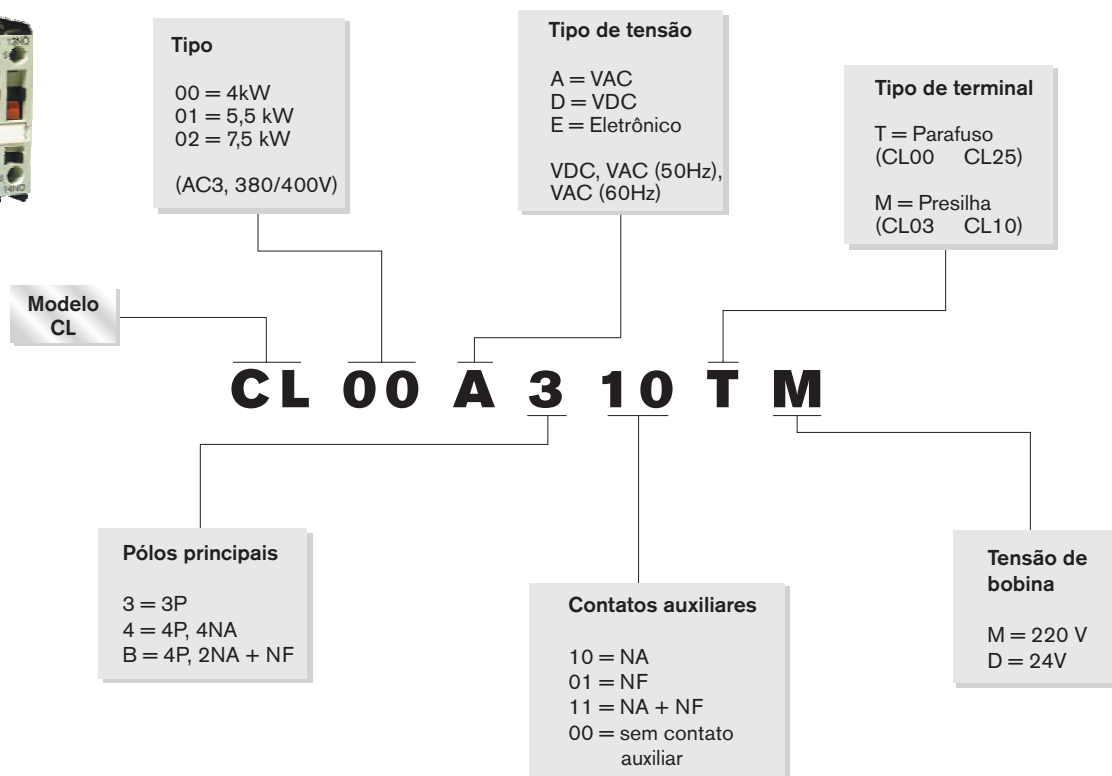 13NO
14NO
Tipo
00 = 4kW
01 = 5,5 kW
02 = 7,5 kW
(AC3, 380/400V)
Tipo de tensão
A = VAC
D = VDC
E = Eletrônico
VDC, VAC (50Hz),
VAC (60Hz)
Tipo de terminal
T = Parafuso
(CL00 CL25)
M = Presilha
(CL03 CL10)
Modelo
CL
CL 00 A 3 10 T M
Pólos principais
3 = 3P
4 = 4P, 4NA
B = 4P, 2NA + NF
Contatos auxiliares
10 = NA
01 = NF
11 = NA + NF
00 = sem contato
auxiliar
Tensão de
bobina
M = 220 V
D = 24V